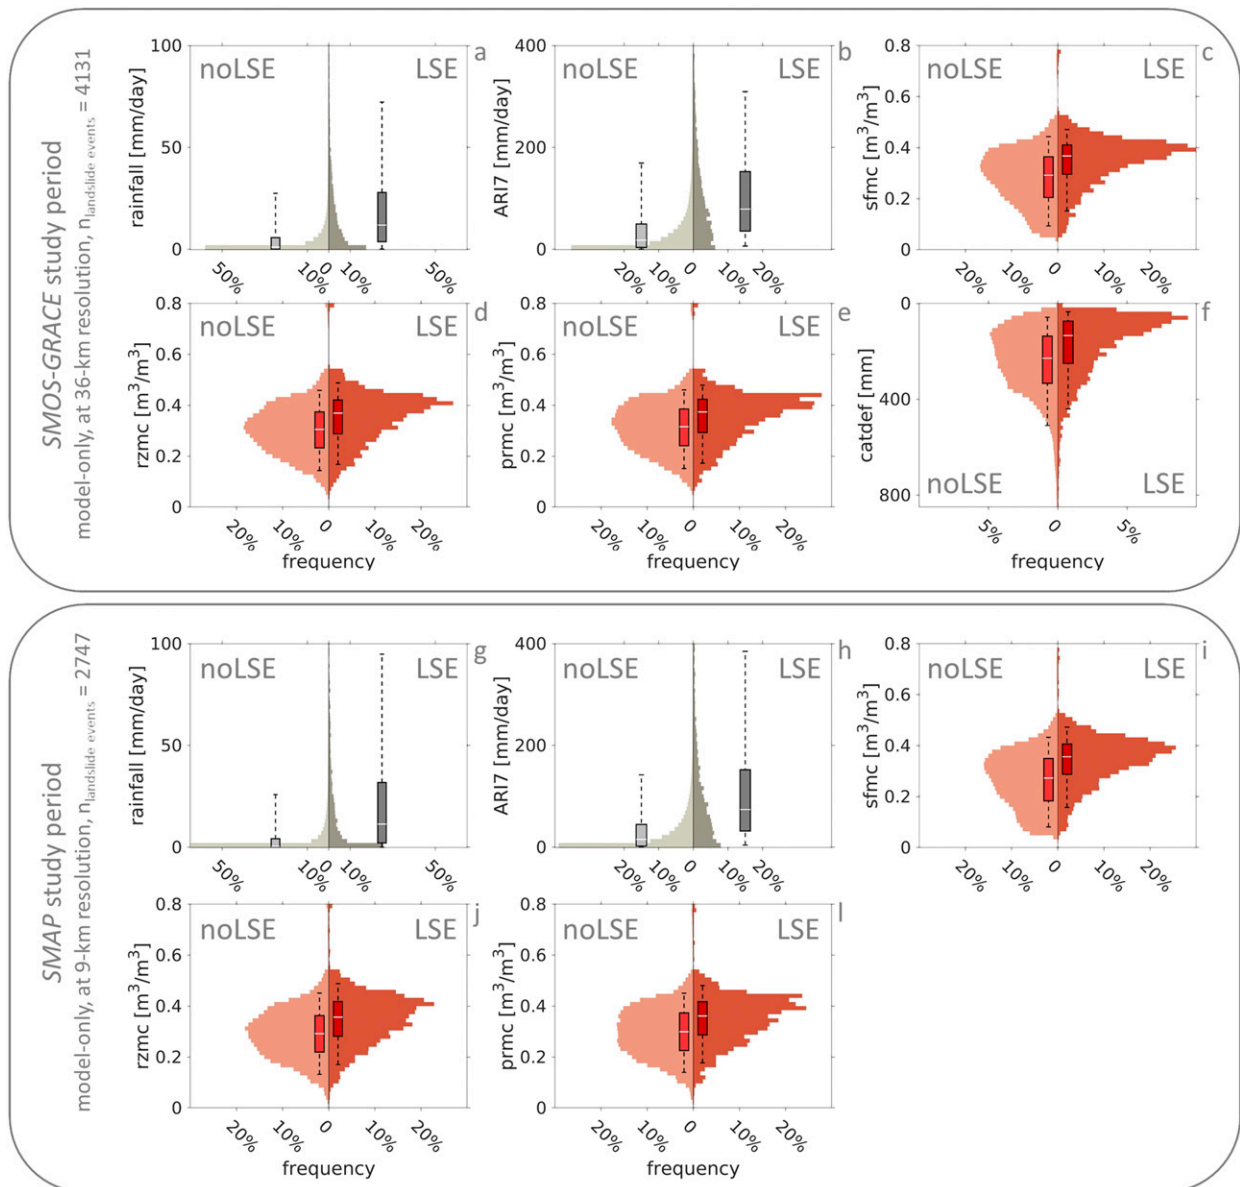 SMOS-GRACE study period
model-only, at 36-km resolution, nlandslide events = 4131
100
50
0
rainfall [mm/day]
noLSE
LSE
a
50%
10%
0
10%
50%
400
200
0
ARI7 [mm/day]
noLSE
LSE
b
20%
10%
0
10%
20%
0.8
0.6
0.4
0.2
0
sfmc [m³/m³]
noLSE
LSE
c
20%
10%
0
10%
20%
0.8
0.6
0.4
0.2
0
rzmc [m³/m³]
noLSE
LSE
d
20%
10%
0
10%
20%
frequency
0.8
0.6
0.4
0.2
0
prmc [m³/m³]
noLSE
LSE
e
20%
10%
0
10%
20%
frequency
0
400
800
catdef [mm]
f
noLSE
LSE
5%
0
5%
frequency
SMAP study period
model-only, at 9-km resolution, nlandslide events = 2747
100
50
0
rainfall [mm/day]
noLSE
LSE
g
50%
10%
0
10%
50%
400
200
0
ARI7 [mm/day]
noLSE
LSE
h
20%
10%
0
10%
20%
0.8
0.6
0.4
0.2
0
sfmc [m³/m³]
noLSE
LSE
i
20%
10%
0
10%
20%
0.8
0.6
0.4
0.2
0
rzmc [m³/m³]
noLSE
LSE
j
20%
10%
0
10%
20%
frequency
0.8
0.6
0.4
0.2
0
prmc [m³/m³]
noLSE
LSE
l
20%
10%
0
10%
20%
frequency